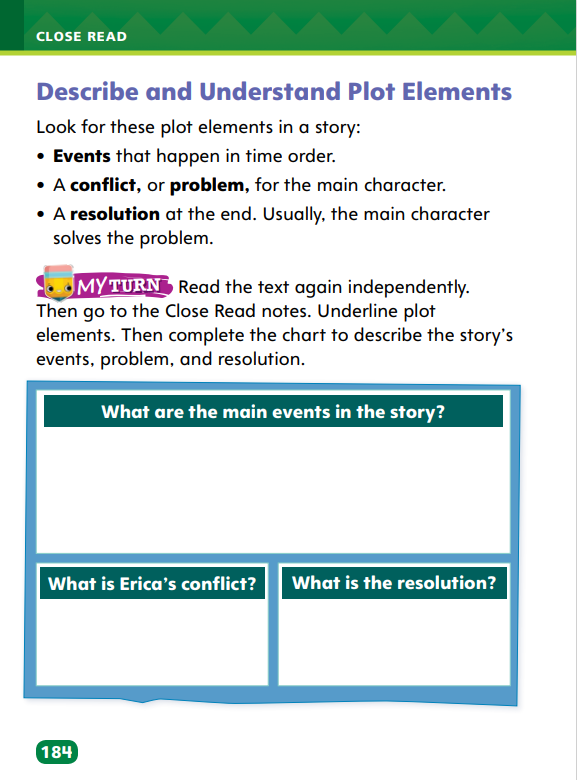 CLOSE READ
Describe and Understand Plot Elements
Look for these plot elements in a story:
• Events that happen in time order.
• A conflict, or problem, for the main character.
• A resolution at the end. Usually, the main character
solves the problem.
MY TURN Read the text again independently.
Then go to the Close Read notes. Underline plot
elements. Then complete the chart to describe the story’s
events, problem, and resolution.
What are the main events in the story?
What is Erica’s conflict?
What is the resolution?
184